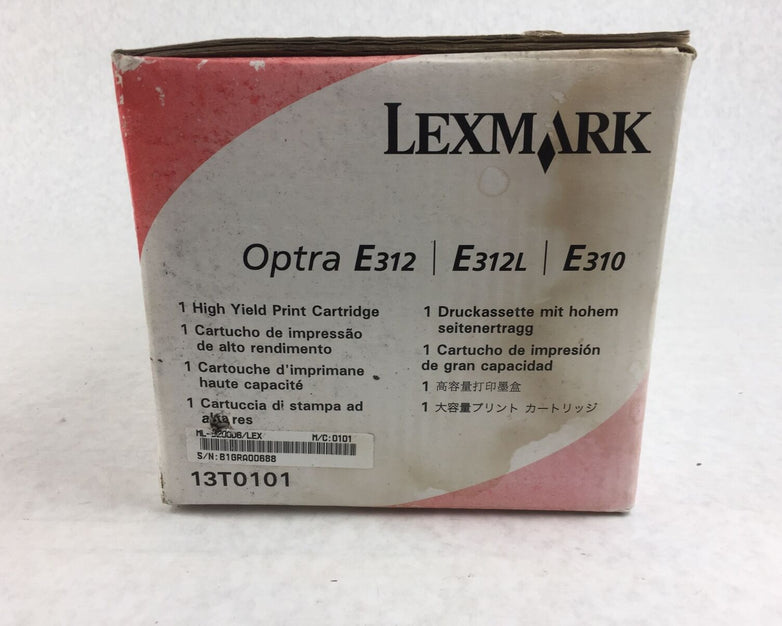 LEXMARK
Optra E312 | E312L | E310
1 High Yield Print Cartridge
1 Cartucho de impressão
de alto rendimento
1 Cartouche d'imprimane
haute capacité
1 Cartuccia di stampa ad
res
1 Druckassette mit hohem
seitenertragg
1 Cartucho de impresión
de gran capacidad
1 高容量打印墨盒
1 大容量プリント カートリッジ
M/C:0101
S/N:B1GRA00688
13T0101